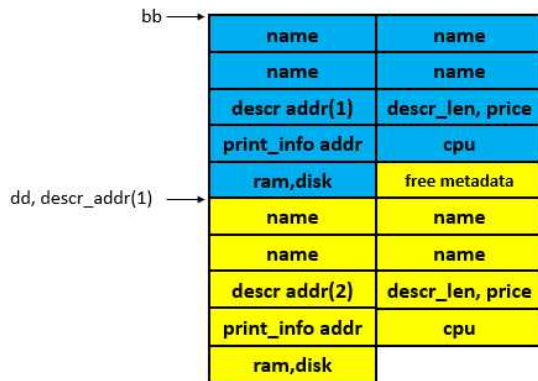 bb
name name
name name
descr addr(1) descr_len, price
print_info addr cpu
ram,disk free metadata
dd, descr_addr(1)
name name
name name
descr addr(2) descr_len, price
print_info addr cpu
ram,disk